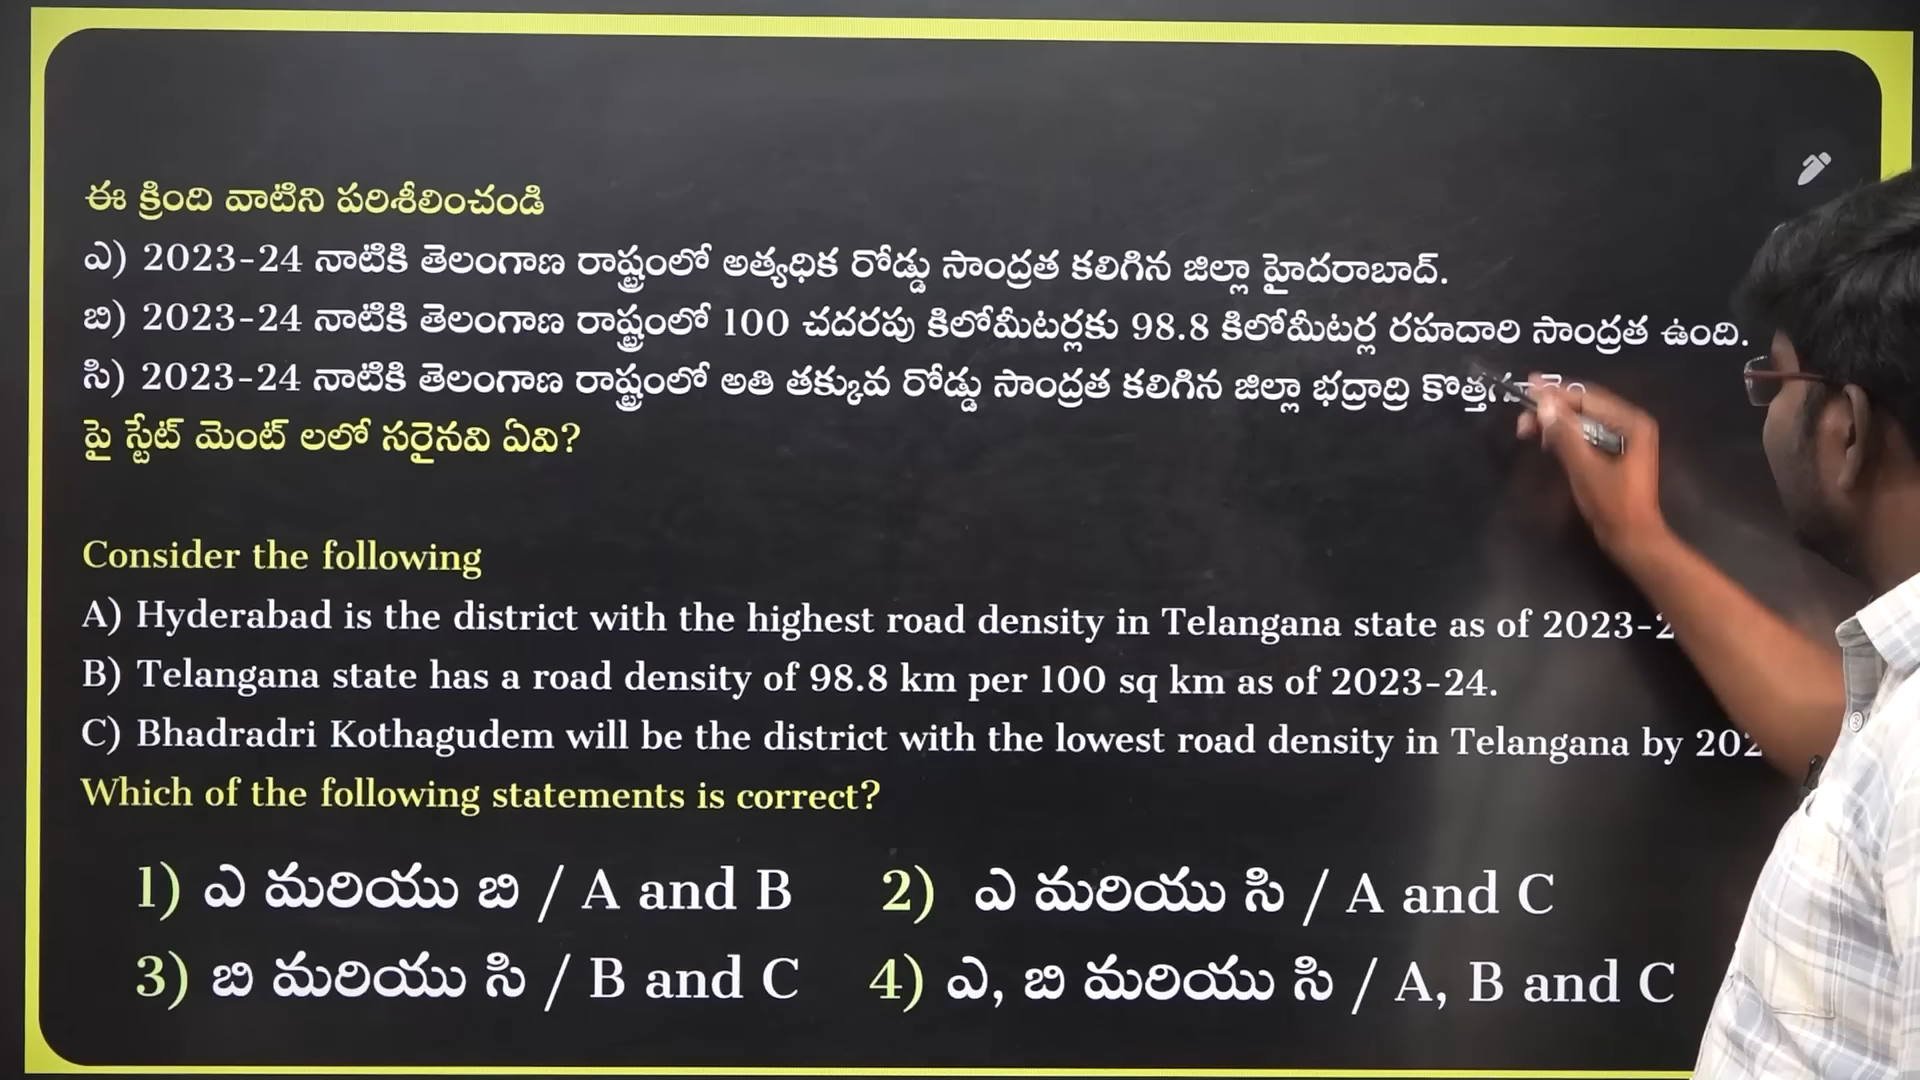 ఈ క్రింది వాటిని పరిశీలించండి
ఎ) 2023-24 నాటికి తెలంగాణ రాష్ట్రంలో అత్యధిక రోడ్డు సాంద్రత కలిగిన జిల్లా హైదరాబాద్.
బి) 2023-24 నాటికి తెలంగాణ రాష్ట్రంలో 100 చదరపు కిలోమీటర్లకు 98.8 కిలోమీటర్ల రహదారి సాంద్రత ఉంది.
సి) 2023-24 నాటికి తెలంగాణ రాష్ట్రంలో అతి తక్కువ రోడ్డు సాంద్రత కలిగిన జిల్లా భద్రాద్రి
పై స్టేట్ మెంట్ లలో సరైనవి ఏవి?
Consider the following
A) Hyderabad is the district with the highest road density in Telangana state as of 2023-2
B) Telangana state has a road density of 98.8 km per 100 sq km as of 2023-24.
C) Bhadradri Kothagudem will be the district with the lowest road density in Telangana by 202
Which of the following statements is correct?
1) ఎ మరియు బి / A and B 2) ఎ మరియు సి / A and C
3) బి మరియు సి / B and C 4) ఎ, బి మరియు సి / A, B and C